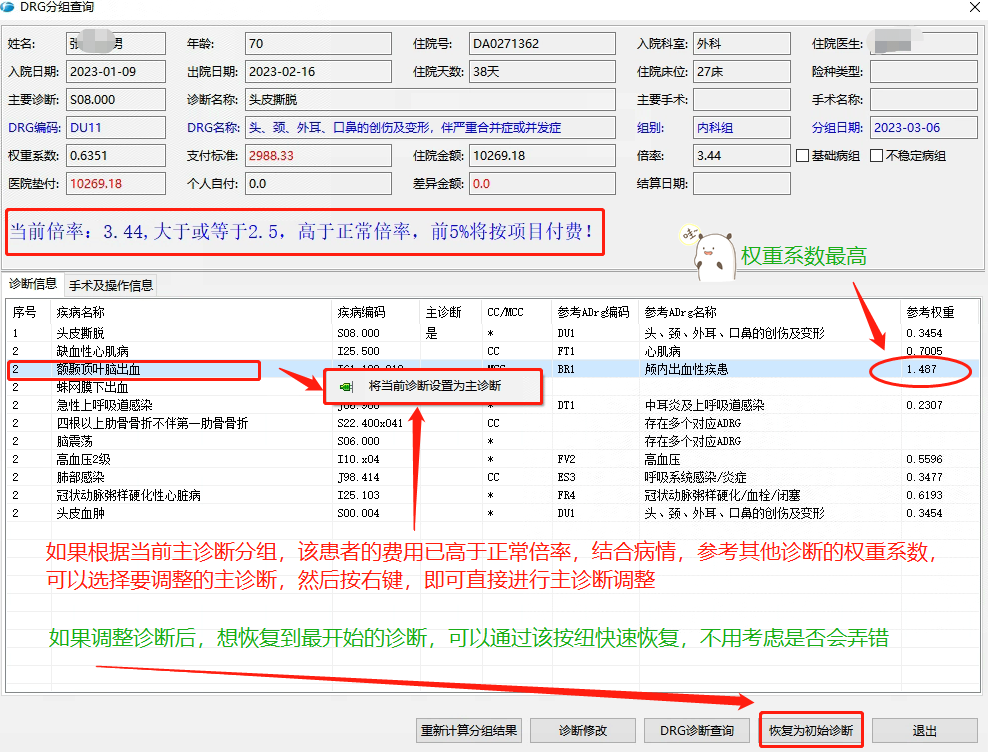 DRG分组查询
姓名: 张 男 年龄: 70 住院号: DA0271362 入院科室: 外科 住院医生:
入院日期: 2023-01-09 出院日期: 2023-02-16 住院天数: 38天 住院床位: 27床 险种类型:
主要诊断: S08.000 诊断名称: 头皮撕脱 主要手术: 手术名称:
DRG编码: DU11 DRG名称: 头、颈、外耳、口鼻的创伤及变形，伴严重合并症或并发症 组别: 内科组 分组日期: 2023-03-06
权重系数: 0.6351 支付标准: 2988.33 住院金额: 10269.18 倍率: 3.44 基础病组 不稳定病组
医院垫付: 10269.18 个人自付: 0.0 差异金额: 0.0 结算日期:
当前倍率：3.44,大于或等于2.5，高于正常倍率，前5%将按项目付费！
哇~
权重系数最高
诊断信息 手术及操作信息
序号 疾病名称 疾病编码 主诊断 CC/MCC 参考ADrg编码 参考ADrg名称 参考权重
1 头皮撕脱 S08.000 是 * DU1 头、颈、外耳、口鼻的创伤及变形 0.3454
2 缺血性心肌病 I25.500 CC FT1 心肌病 0.7005
2 额颞顶叶脑出血 BR1 颅内出血性疾患 1.487
2 蛛网膜下出血
将当前诊断设置为主诊断
2 急性上呼吸道感染 J06.900 * DT1 中耳炎及上呼吸道感染 0.2307
2 四根以上肋骨骨折不伴第一肋骨骨折 S22.400x041 CC 存在多个对应ADRG
2 脑震荡 S06.000 * 存在多个对应ADRG
2 高血压2级 I10.x04 * FV2 高血压 0.5596
2 肺部感染 J98.414 CC ES3 呼吸系统感染/炎症 0.3477
2 冠状动脉粥样硬化性心脏病 I25.103 * FR4 冠状动脉粥样硬化/血栓/闭塞 0.6193
2 头皮血肿 S00.004 * DU1 头、颈、外耳、口鼻的创伤及变形 0.3454
如果根据当前主诊断分组，该患者的费用已高于正常倍率，结合病情，参考其他诊断的权重系数，
可以选择要调整的主诊断，然后按右键，即可直接进行主诊断调整
如果调整诊断后，想恢复到最开始的诊断，可以通过该按纽快速恢复，不用考虑是否会弄错
重新计算分组结果 诊断修改 DRG诊断查询 恢复为初始诊断 退出